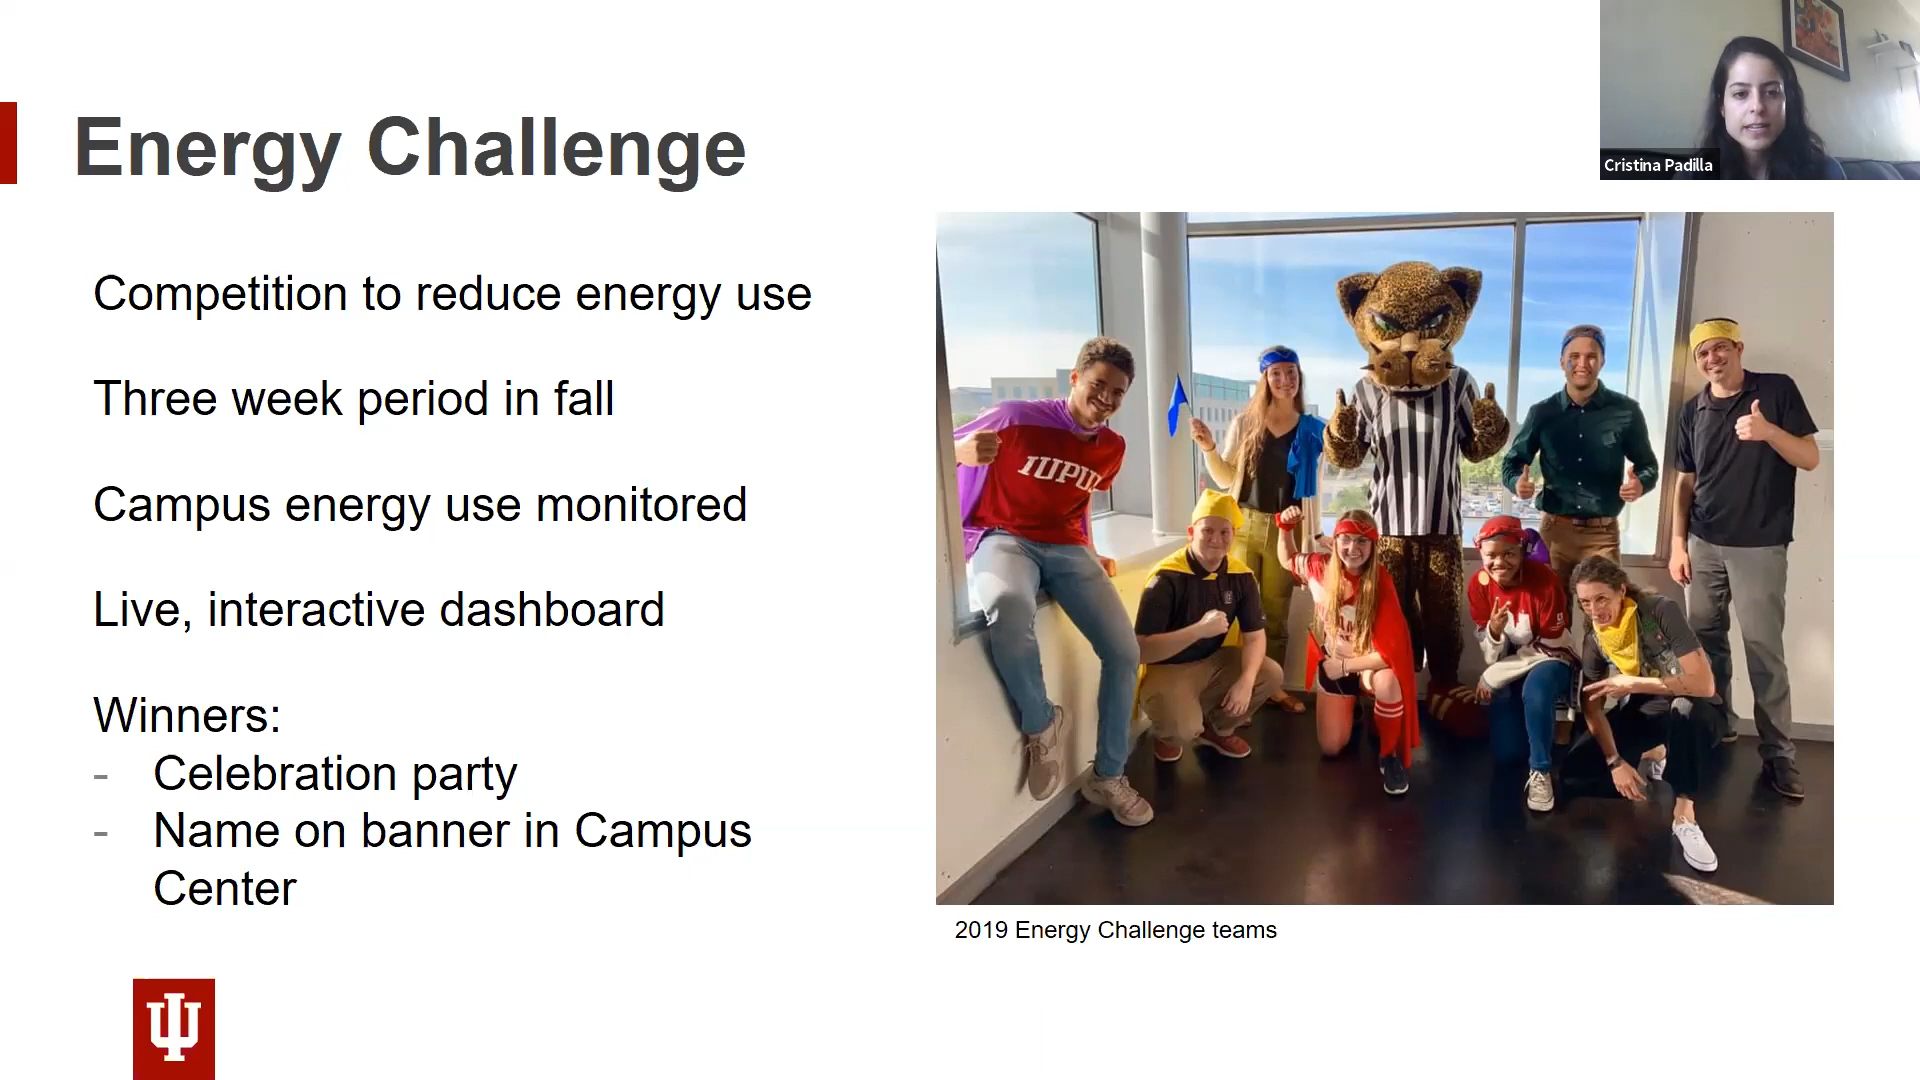 Energy Challenge
Cristina Padilla
Competition to reduce energy use
Three week period in fall
Campus energy use monitored
Live, interactive dashboard
Winners:
- Celebration party
- Name on banner in Campus
Center
IUPUI
2019 Energy Challenge teams